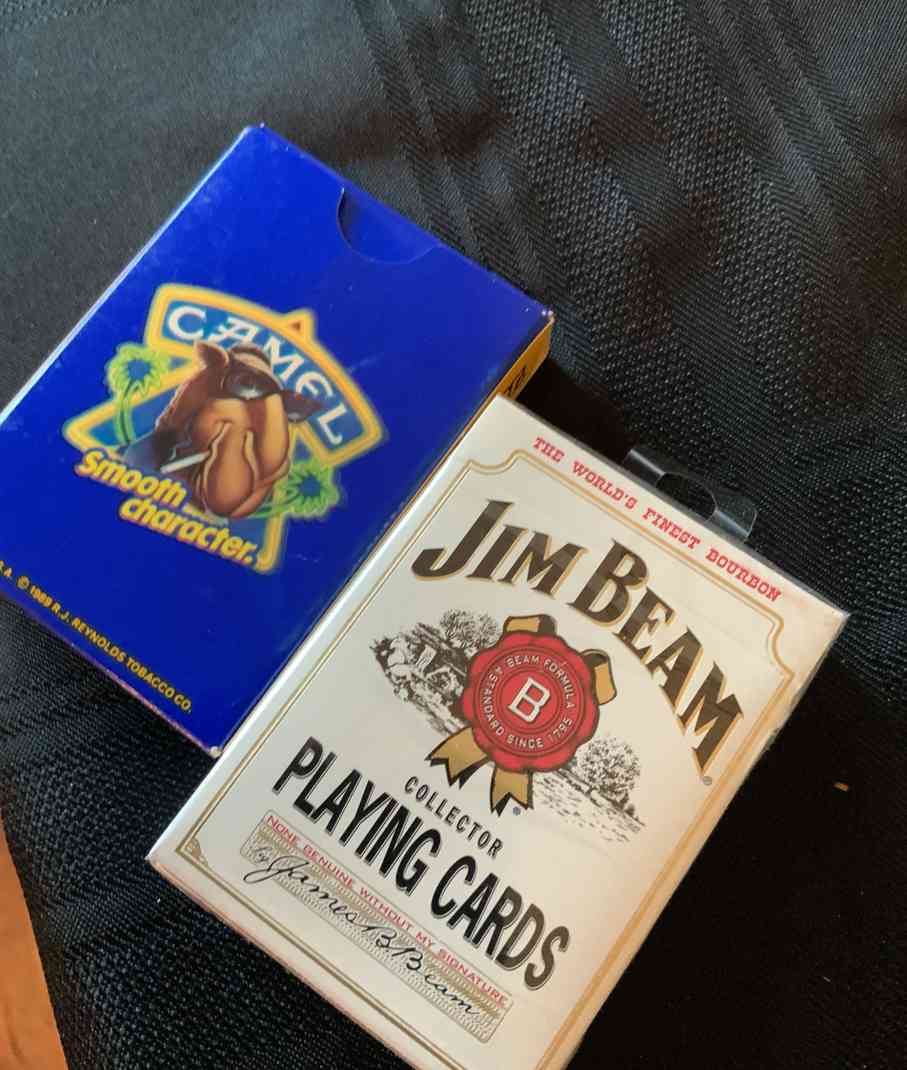 CAMEL
Smooth
character.
© 1989 R.J. REYNOLDS TOBACCO CO.
THE WORLD'S FINEST BOURBON
JIM BEAM
®
BEAM FORMULA
A STANDARD SINCE 1795
B
®
COLLECTOR
PLAYING CARDS
NONE GENUINE WITHOUT MY SIGNATURE
James B. Beam